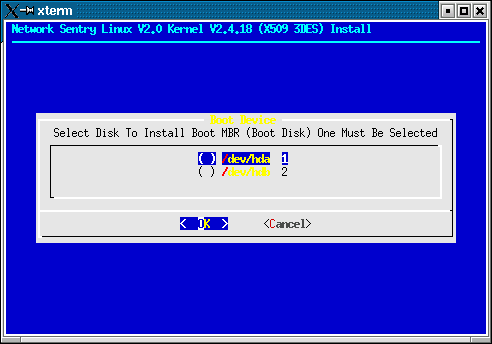 xterm
Network Sentry Linux V2.0 Kernel V2.4.18 (X509 3DES) Install
Boot Device
Select Disk To Install Boot MBR (Boot Disk) One Must Be Selected
( ) /dev/hda 1
( ) /dev/hdb 2
< OK > <Cancel>